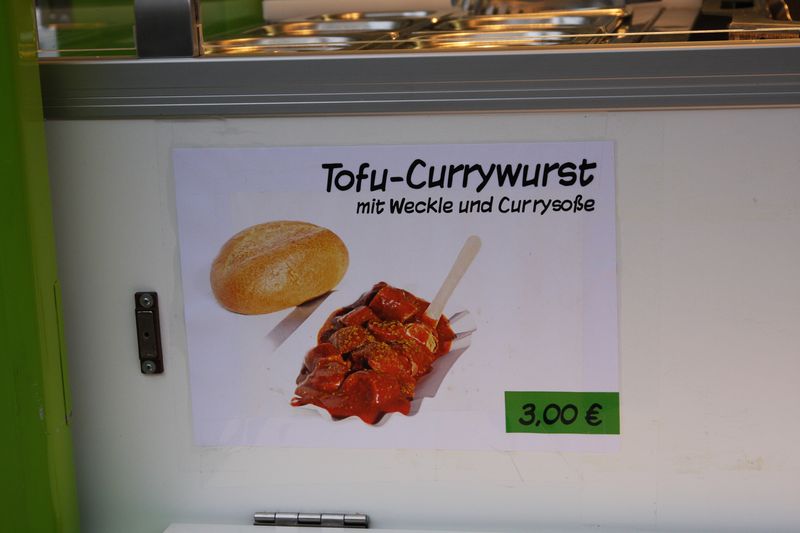 Tofu-Currywurst
mit Weckle und Currysoße
3,00 €